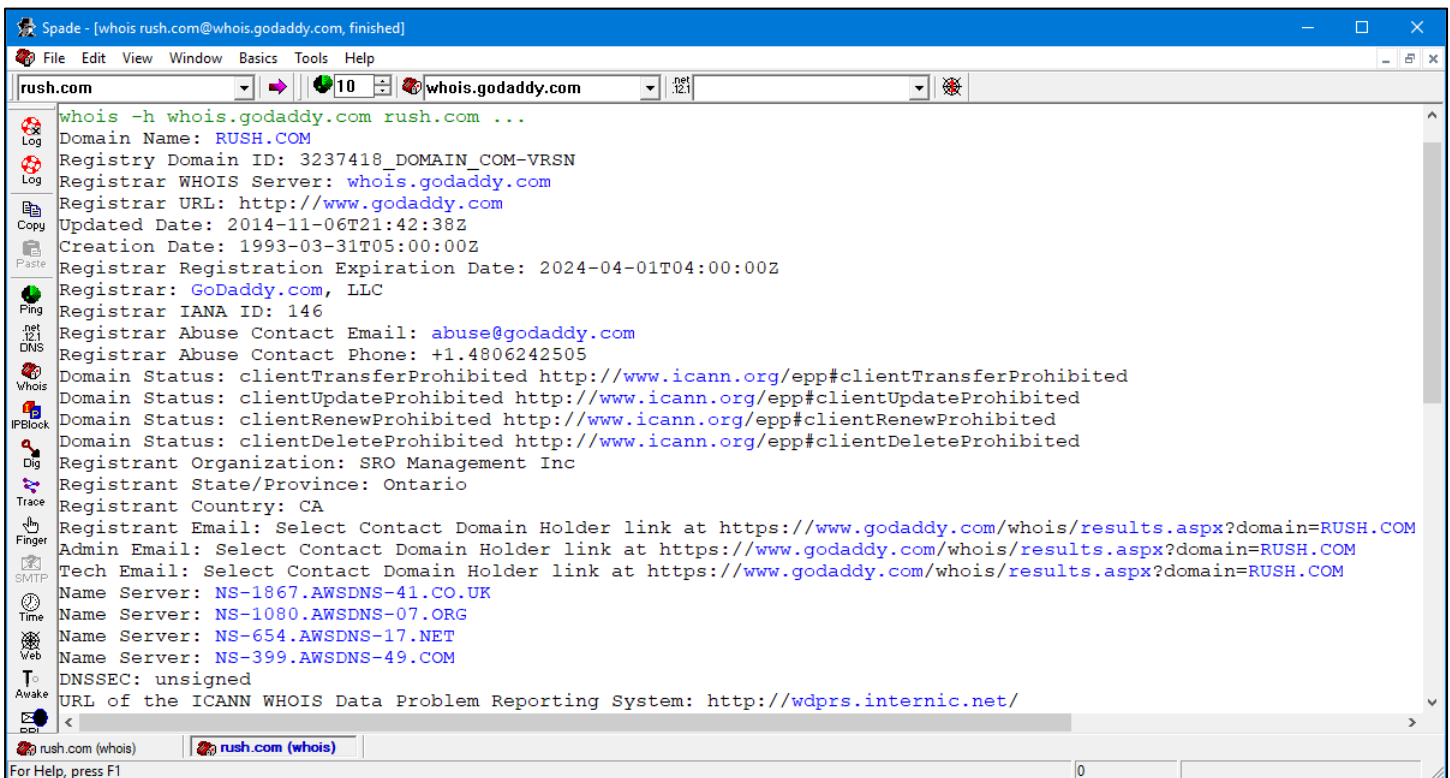 Spade - [whois rush.com@whois.godaddy.com, finished]
File Edit View Window Basics Tools Help
rush.com 10 whois.godaddy.com .net 12.1
whois -h whois.godaddy.com rush.com ...
Domain Name: RUSH.COM
Registry Domain ID: 3237418_DOMAIN_COM-VRSN
Registrar WHOIS Server: whois.godaddy.com
Registrar URL: http://www.godaddy.com
Updated Date: 2014-11-06T21:42:38Z
Creation Date: 1993-03-31T05:00:00Z
Registrar Registration Expiration Date: 2024-04-01T04:00:00Z
Registrar: GoDaddy.com, LLC
Registrar IANA ID: 146
Registrar Abuse Contact Email: abuse@godaddy.com
Registrar Abuse Contact Phone: +1.4806242505
Domain Status: clientTransferProhibited http://www.icann.org/epp#clientTransferProhibited
Domain Status: clientUpdateProhibited http://www.icann.org/epp#clientUpdateProhibited
Domain Status: clientRenewProhibited http://www.icann.org/epp#clientRenewProhibited
Domain Status: clientDeleteProhibited http://www.icann.org/epp#clientDeleteProhibited
Registrant Organization: SRO Management Inc
Registrant State/Province: Ontario
Registrant Country: CA
Registrant Email: Select Contact Domain Holder link at https://www.godaddy.com/whois/results.aspx?domain=RUSH.COM
Admin Email: Select Contact Domain Holder link at https://www.godaddy.com/whois/results.aspx?domain=RUSH.COM
Tech Email: Select Contact Domain Holder link at https://www.godaddy.com/whois/results.aspx?domain=RUSH.COM
Name Server: NS-1867.AWSDNS-41.CO.UK
Name Server: NS-1080.AWSDNS-07.ORG
Name Server: NS-654.AWSDNS-17.NET
Name Server: NS-399.AWSDNS-49.COM
DNSSEC: unsigned
URL of the ICANN WHOIS Data Problem Reporting System: http://wdprs.internic.net/
Log
Log
Copy
Paste
Ping
.net
12.1
DNS
Whois
IPBlock
Dig
Trace
Finger
SMTP
Time
Web
Awake
rush.com (whois) rush.com (whois)
For Help, press F1 0